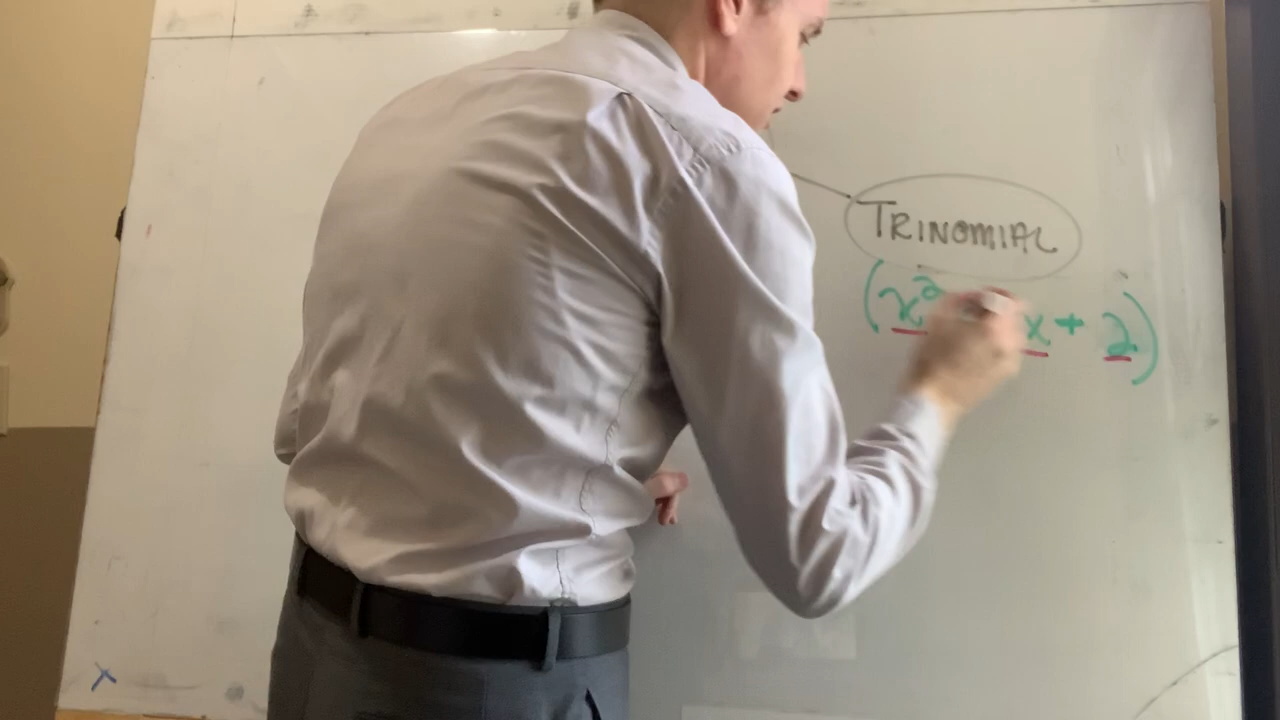 TRINOMIAL
(x² x + 2)